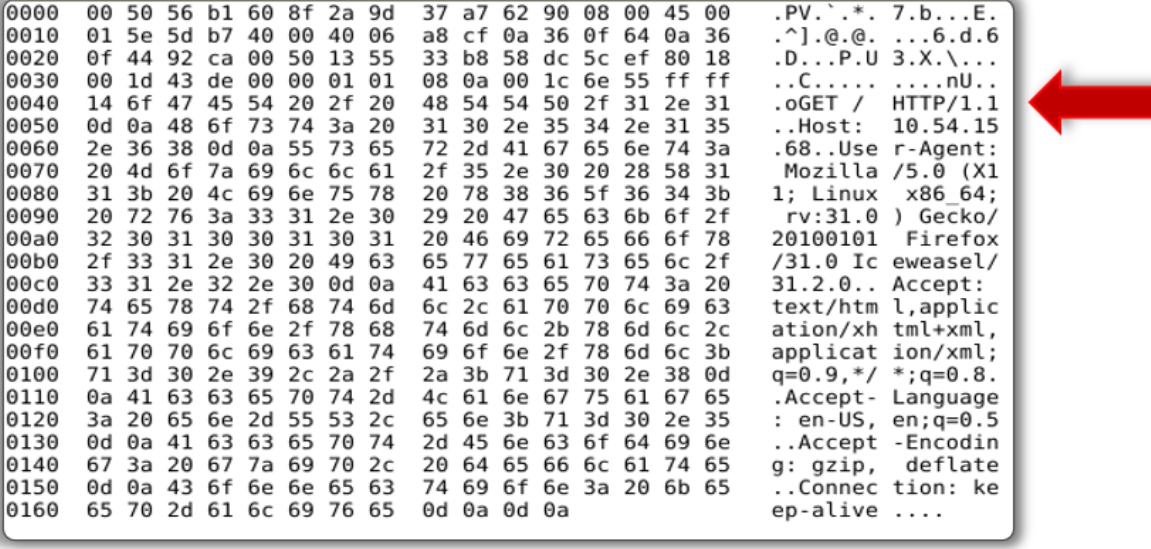 0000 00 50 56 b1 60 8f 2a 9d 37 a7 62 90 08 00 45 00 .PV.`.*. 7.b...E.
0010 01 5e 5d b7 40 00 40 06 a8 cf 0a 36 0f 64 0a 36 .^].@.@. ...6.d.6
0020 0f 44 92 ca 00 50 13 55 33 b8 58 dc 5c ef 80 18 .D...P.U 3.X.\...
0030 00 1d 43 de 00 00 01 01 08 0a 00 1c 6e 55 ff ff ..C..... ....nU..
0040 14 6f 47 45 54 20 2f 20 48 54 54 50 2f 31 2e 31 .oGET / HTTP/1.1
0050 0d 0a 48 6f 73 74 3a 20 31 30 2e 35 34 2e 31 35 ..Host: 10.54.15
0060 2e 36 38 0d 0a 55 73 65 72 2d 41 67 65 6e 74 3a .68..Use r-Agent:
0070 20 4d 6f 7a 69 6c 6c 61 2f 35 2e 30 20 28 58 31 Mozilla /5.0 (X1
0080 31 3b 20 4c 69 6e 75 78 20 78 38 36 5f 36 34 3b 1; Linux x86_64;
0090 20 72 76 3a 33 31 2e 30 29 20 47 65 63 6b 6f 2f rv:31.0 ) Gecko/
00a0 32 30 31 30 30 31 30 31 20 46 69 72 65 66 6f 78 20100101 Firefox
00b0 2f 33 31 2e 30 20 49 63 65 77 65 61 73 65 6c 2f /31.0 Ic eweasel/
00c0 33 31 2e 32 2e 30 0d 0a 41 63 63 65 70 74 3a 20 31.2.0.. Accept:
00d0 74 65 78 74 2f 68 74 6d 6c 2c 61 70 70 6c 69 63 text/htm l,applic
00e0 61 74 69 6f 6e 2f 78 68 74 6d 6c 2b 78 6d 6c 2c ation/xh tml+xml,
00f0 61 70 70 6c 69 63 61 74 69 6f 6e 2f 78 6d 6c 3b applicat ion/xml;
0100 71 3d 30 2e 39 2c 2a 2f 2a 3b 71 3d 30 2e 38 0d q=0.9,*/ *;q=0.8.
0110 0a 41 63 63 65 70 74 2d 4c 61 6e 67 75 61 67 65 .Accept- Language
0120 3a 20 65 6e 2d 55 53 2c 65 6e 3b 71 3d 30 2e 35 : en-US, en;q=0.5
0130 0d 0a 41 63 63 65 70 74 2d 45 6e 63 6f 64 69 6e ..Accept -Encodin
0140 67 3a 20 67 7a 69 70 2c 20 64 65 66 6c 61 74 65 g: gzip, deflate
0150 0d 0a 43 6f 6e 6e 65 63 74 69 6f 6e 3a 20 6b 65 ..Connec tion: ke
0160 65 70 2d 61 6c 69 76 65 0d 0a 0d 0a ep-alive ....